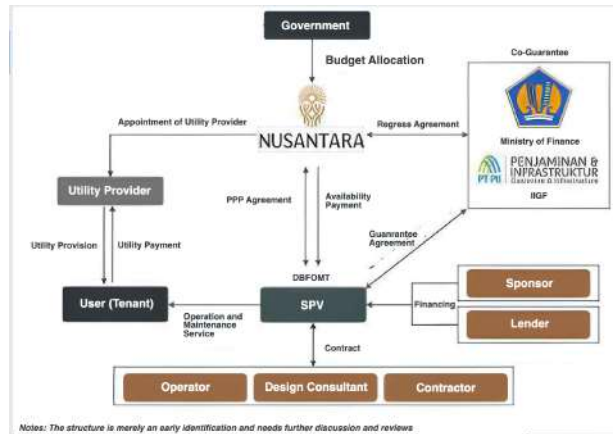 Government
Co-Guarantee
Budget Allocation
Appointment of Utility Provider
NUSANTARA
Regress Agreement
Ministry of Finance
PT PII
PENJAMINAN &
INFRASTRUKTUR
IIGF
Utility Provider
PPP Agreement
Availability
Payment
Guanrantee
Agreement
Utility Provision
Utility Payment
DBFOMT
User (Tenant)
Operation and
Maintenance
Service
SPV
Financing
Sponsor
Lender
Contract
Operator
Design Consultant
Contractor
Notes: The structure is merely an early identification and needs further discussion and reviews